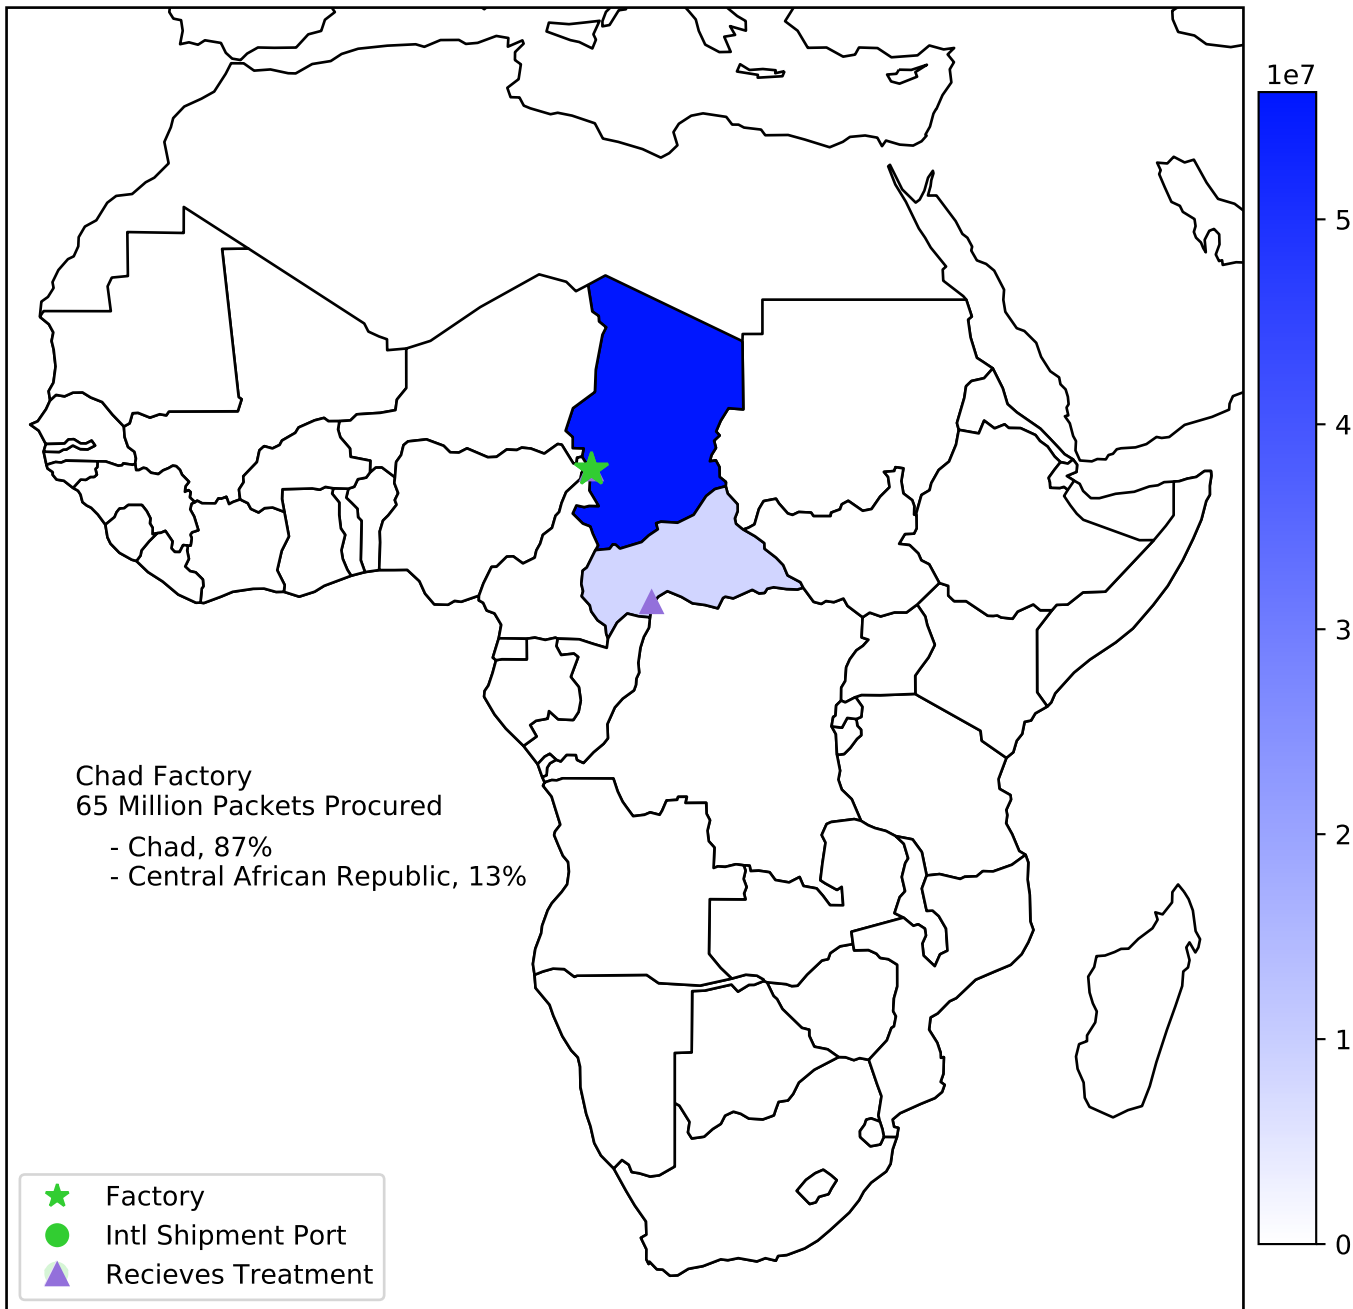 1e7
5
4
3
2
1
0
Chad Factory
65 Million Packets Procured
- Chad, 87%
- Central African Republic, 13%
Factory
Intl Shipment Port
Recieves Treatment